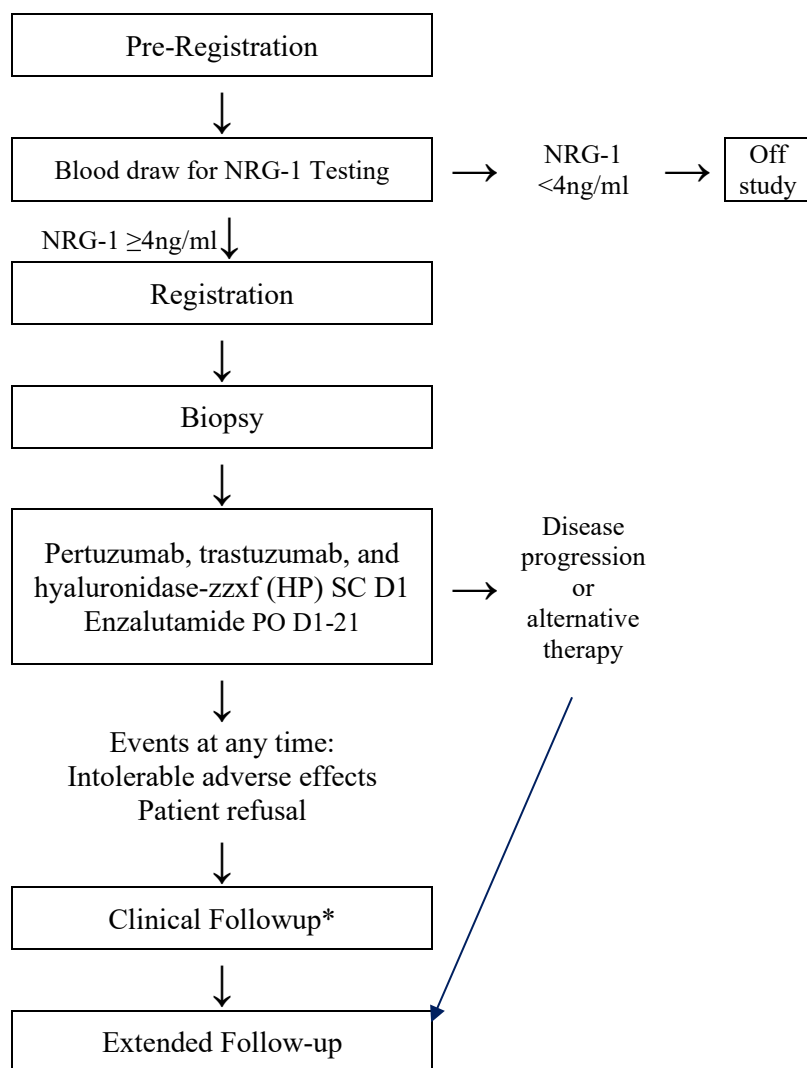 Pre-Registration
Blood draw for NRG-1 Testing
NRG-1
<4ng/ml
Off
study
NRG-1 ≥4ng/ml
Registration
Biopsy
Pertuzumab, trastuzumab, and
hyaluronidase-zzxf (HP) SC D1
Enzalutamide PO D1-21
Disease
progression
or
alternative
therapy
Events at any time:
Intolerable adverse effects
Patient refusal
Clinical Followup*
Extended Follow-up